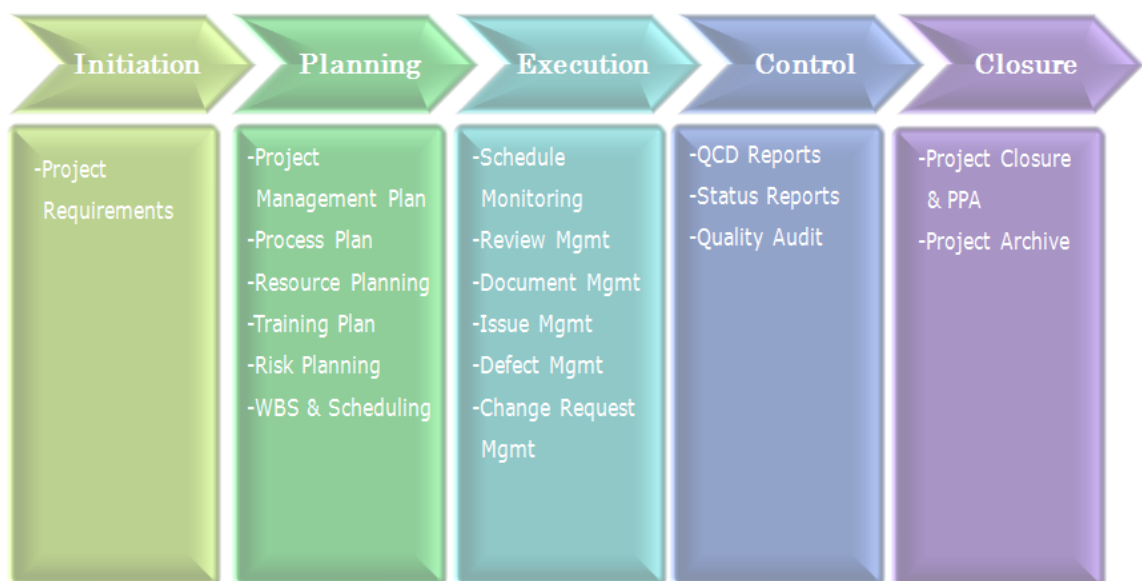 Initiation
Planning
Execution
Control
Closure
-Project
Requirements
-Project
Management Plan
-Process Plan
-Resource Planning
-Training Plan
-Risk Planning
-WBS & Scheduling
-Schedule
Monitoring
-Review Mgmt
-Document Mgmt
-Issue Mgmt
-Defect Mgmt
-Change Request
Mgmt
-QCD Reports
-Status Reports
-Quality Audit
-Project Closure
& PPA
-Project Archive